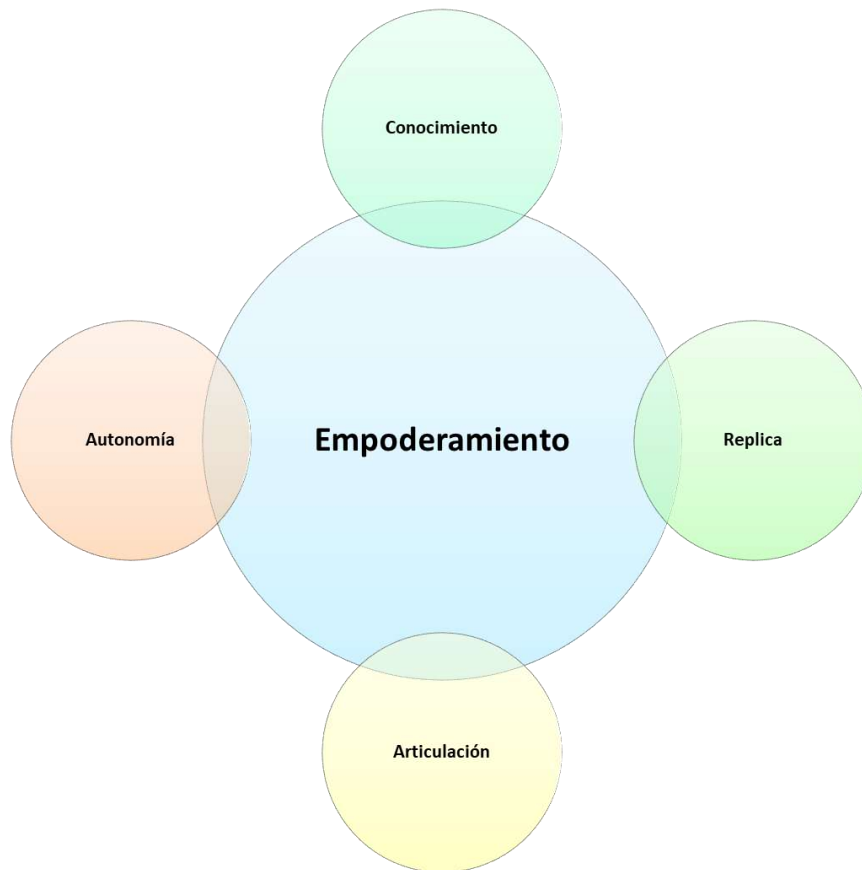 Conocimiento
Autonomía
Empoderamiento
Replica
Articulación